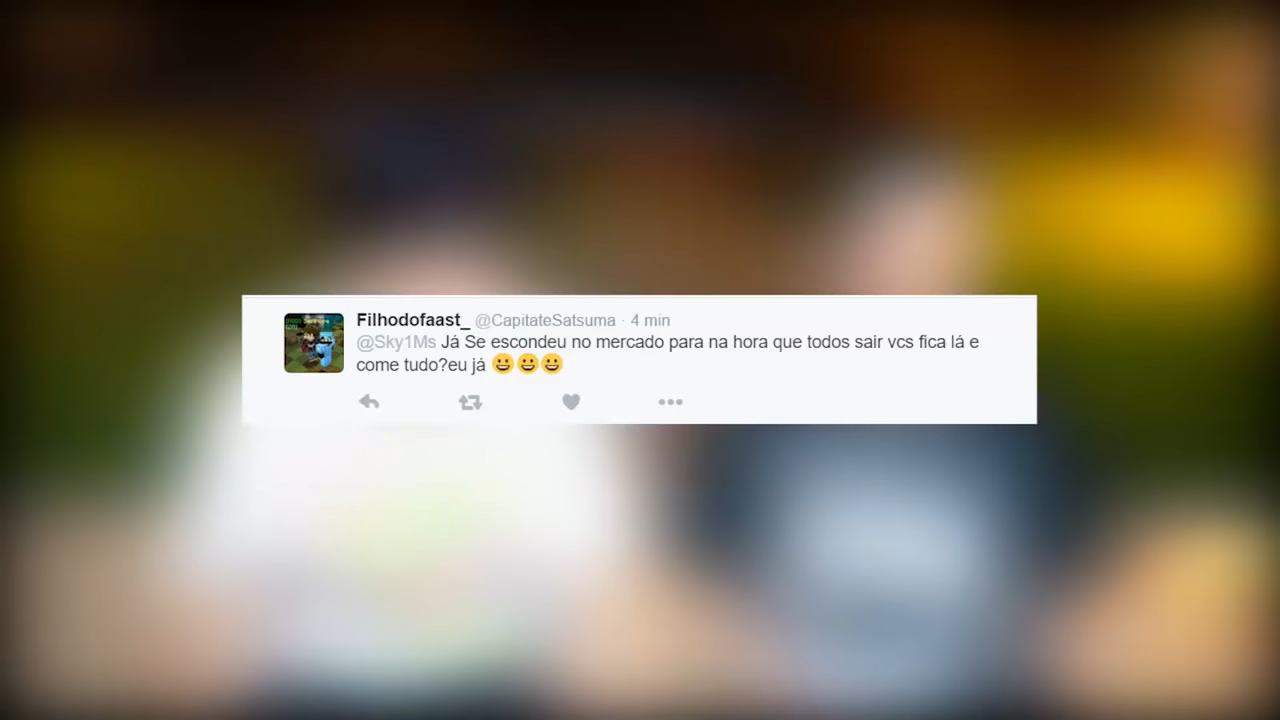 Filhodofaast_ @CapitateSatsuma · 4 min
@Sky1Ms Já Se escondeu no mercado para na hora que todos sair vcs fica lá e
come tudo?eu já 😀😀😀